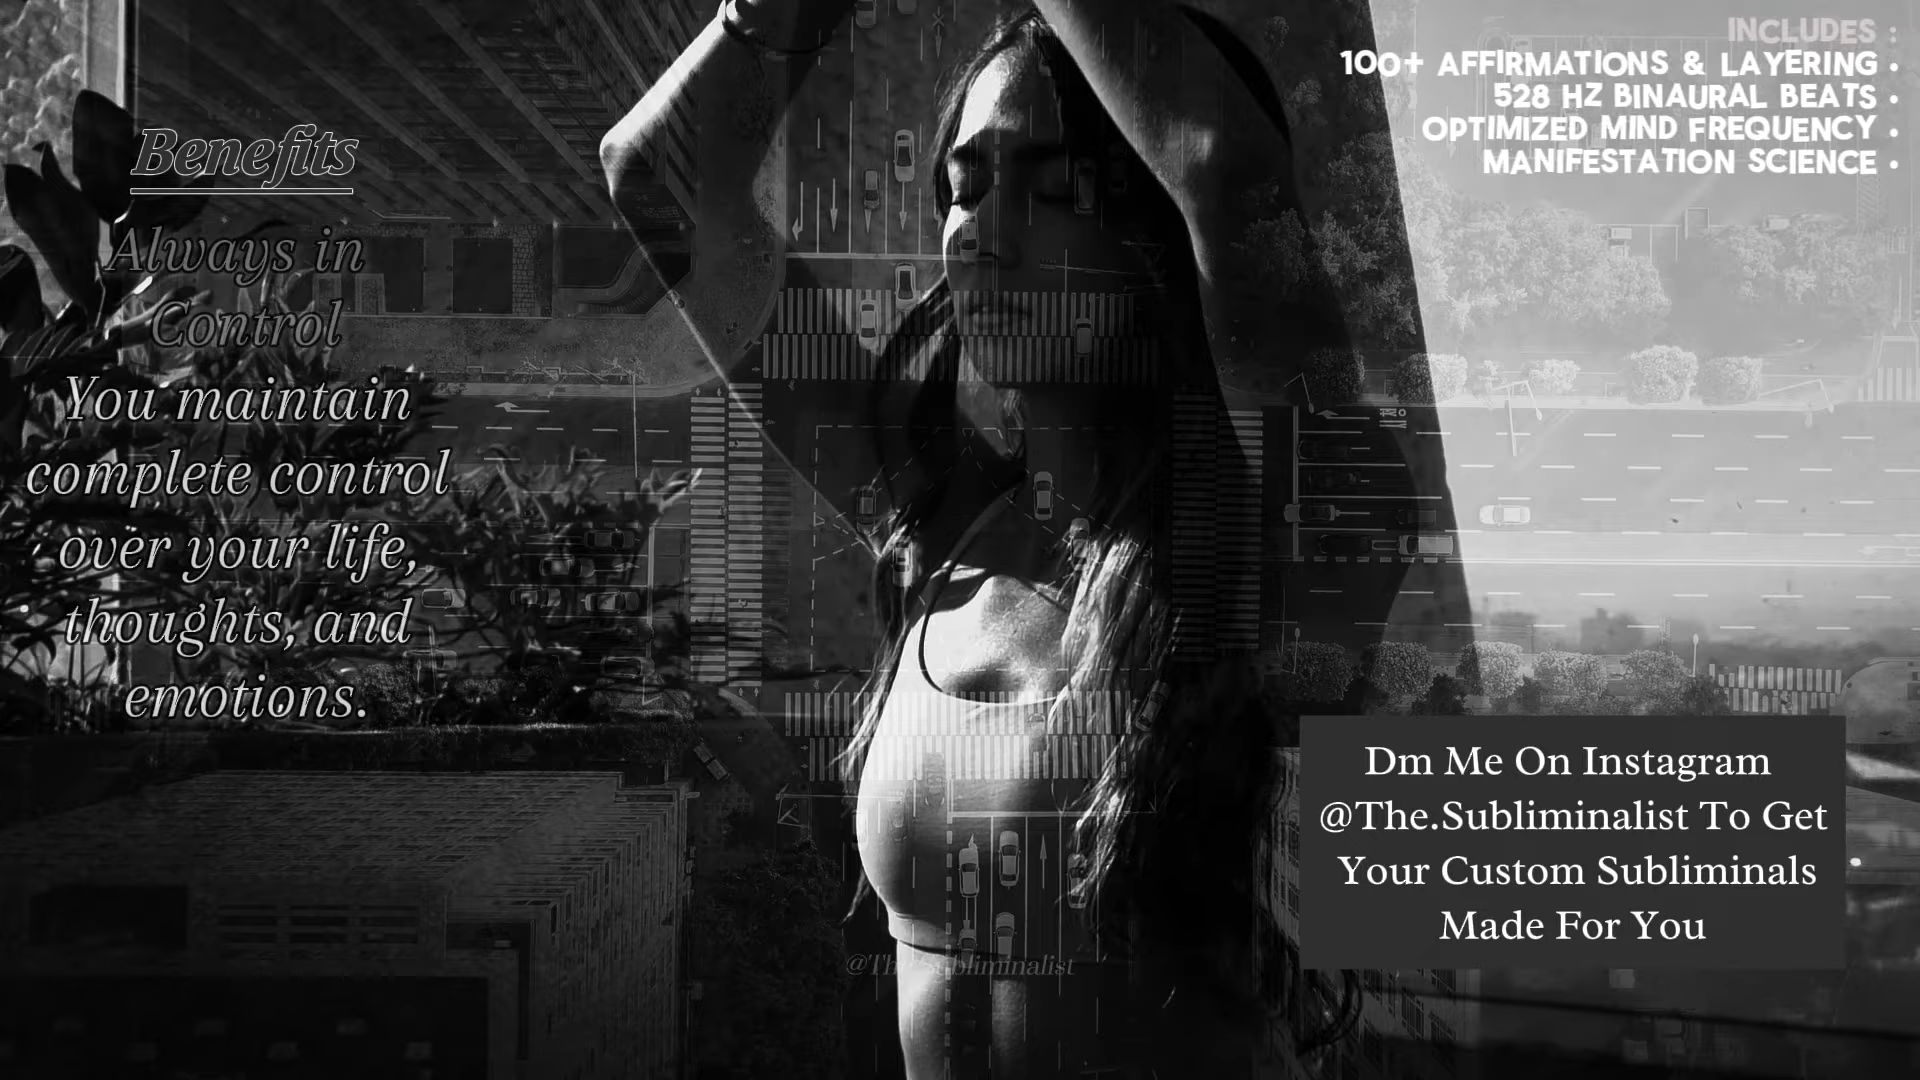 INCLUDES :
100+ AFFIRMATIONS & LAYERING •
528 HZ BINAURAL BEATS •
OPTIMIZED MIND FREQUENCY •
MANIFESTATION SCIENCE •
Benefits
Always in
Control
You maintain
complete control
over your life,
thoughts, and
emotions.
Dm Me On Instagram
@The.Subliminalist To Get
Your Custom Subliminals
Made For You
@The.Subliminalist